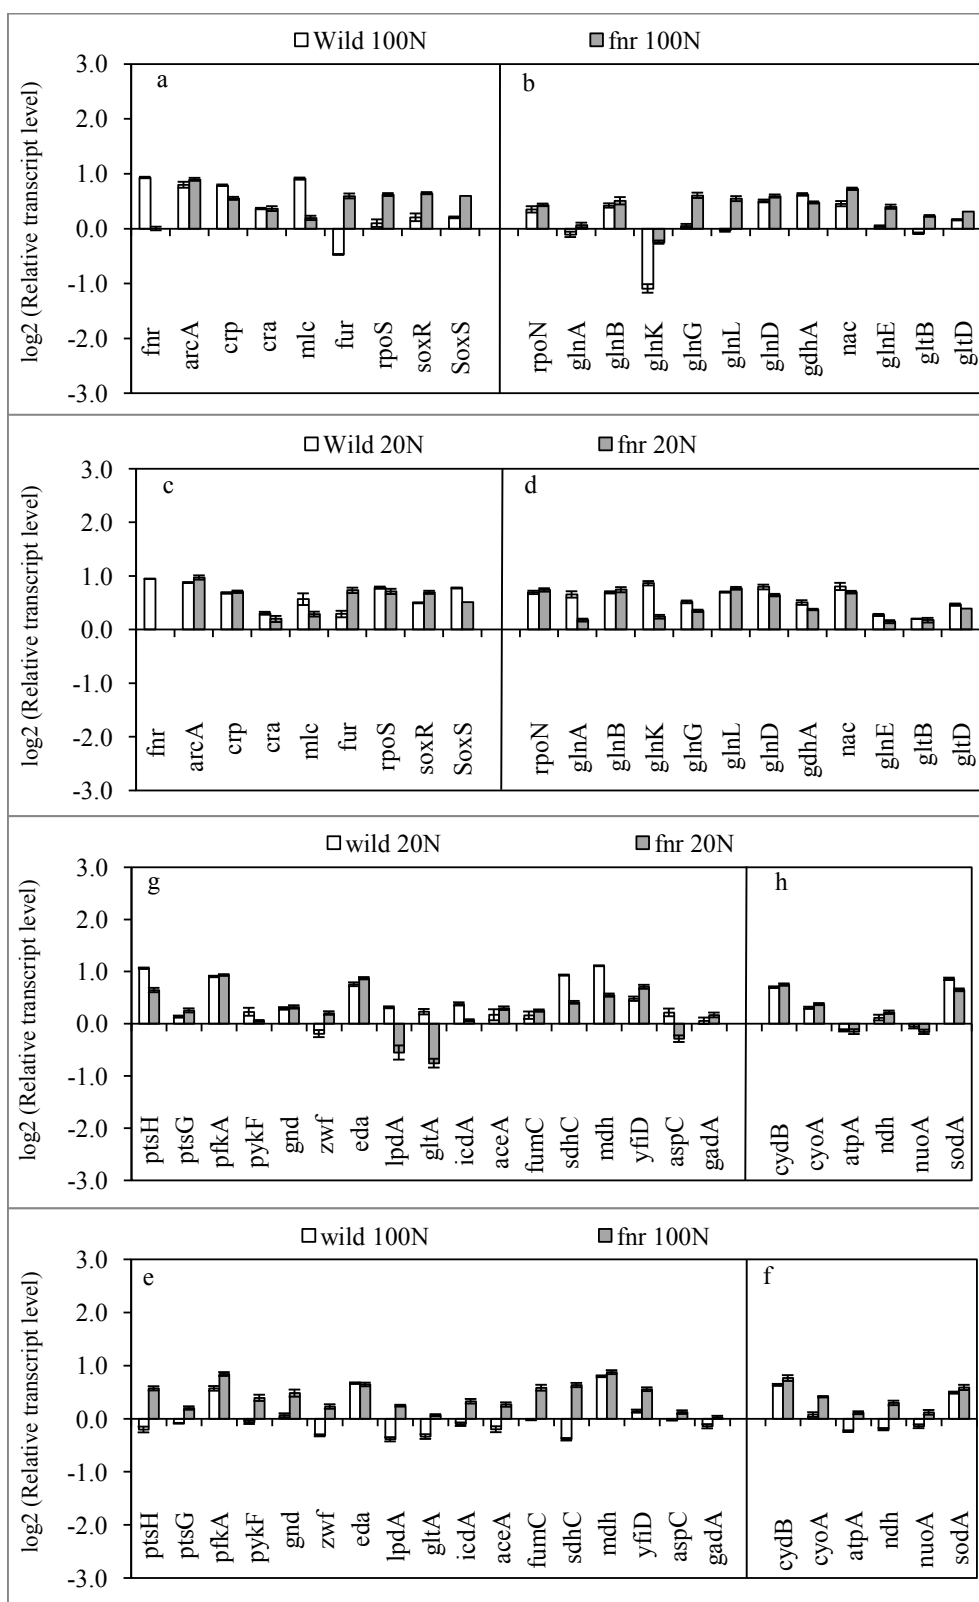 Wild 100N fnr 100N
a b
log2 (Relative transcript level)
3.0
2.0
1.0
0.0
-1.0
-2.0
-3.0
fnr arcA crp cra mlc fur rpoS soxR SoxS rpoN glnA glnB glnK glnG glnL glnD gdhA nac glnE gltB gltD
Wild 20N fnr 20N
c d
log2 (Relative transcript level)
3.0
2.0
1.0
0.0
-1.0
-2.0
-3.0
fnr arcA crp cra mlc fur rpoS soxR SoxS rpoN glnA glnB glnK glnG glnL glnD gdhA nac glnE gltB gltD
wild 20N fnr 20N
g h
log2 (Relative transcript level)
3.0
2.0
1.0
0.0
-1.0
-2.0
-3.0
ptsH ptsG pfkA pykF gnd zwf eda lpdA gltA icdA aceA fumC sdhC mdh yfiD aspC gadA cydB cyoA atpA ndh nuoA sodA
wild 100N fnr 100N
e f
log2 (Relative transcript level)
3.0
2.0
1.0
0.0
-1.0
-2.0
-3.0
ptsH ptsG pfkA pykF gnd zwf eda lpdA gltA icdA aceA fumC sdhC mdh yfiD aspC gadA cydB cyoA atpA ndh nuoA sodA